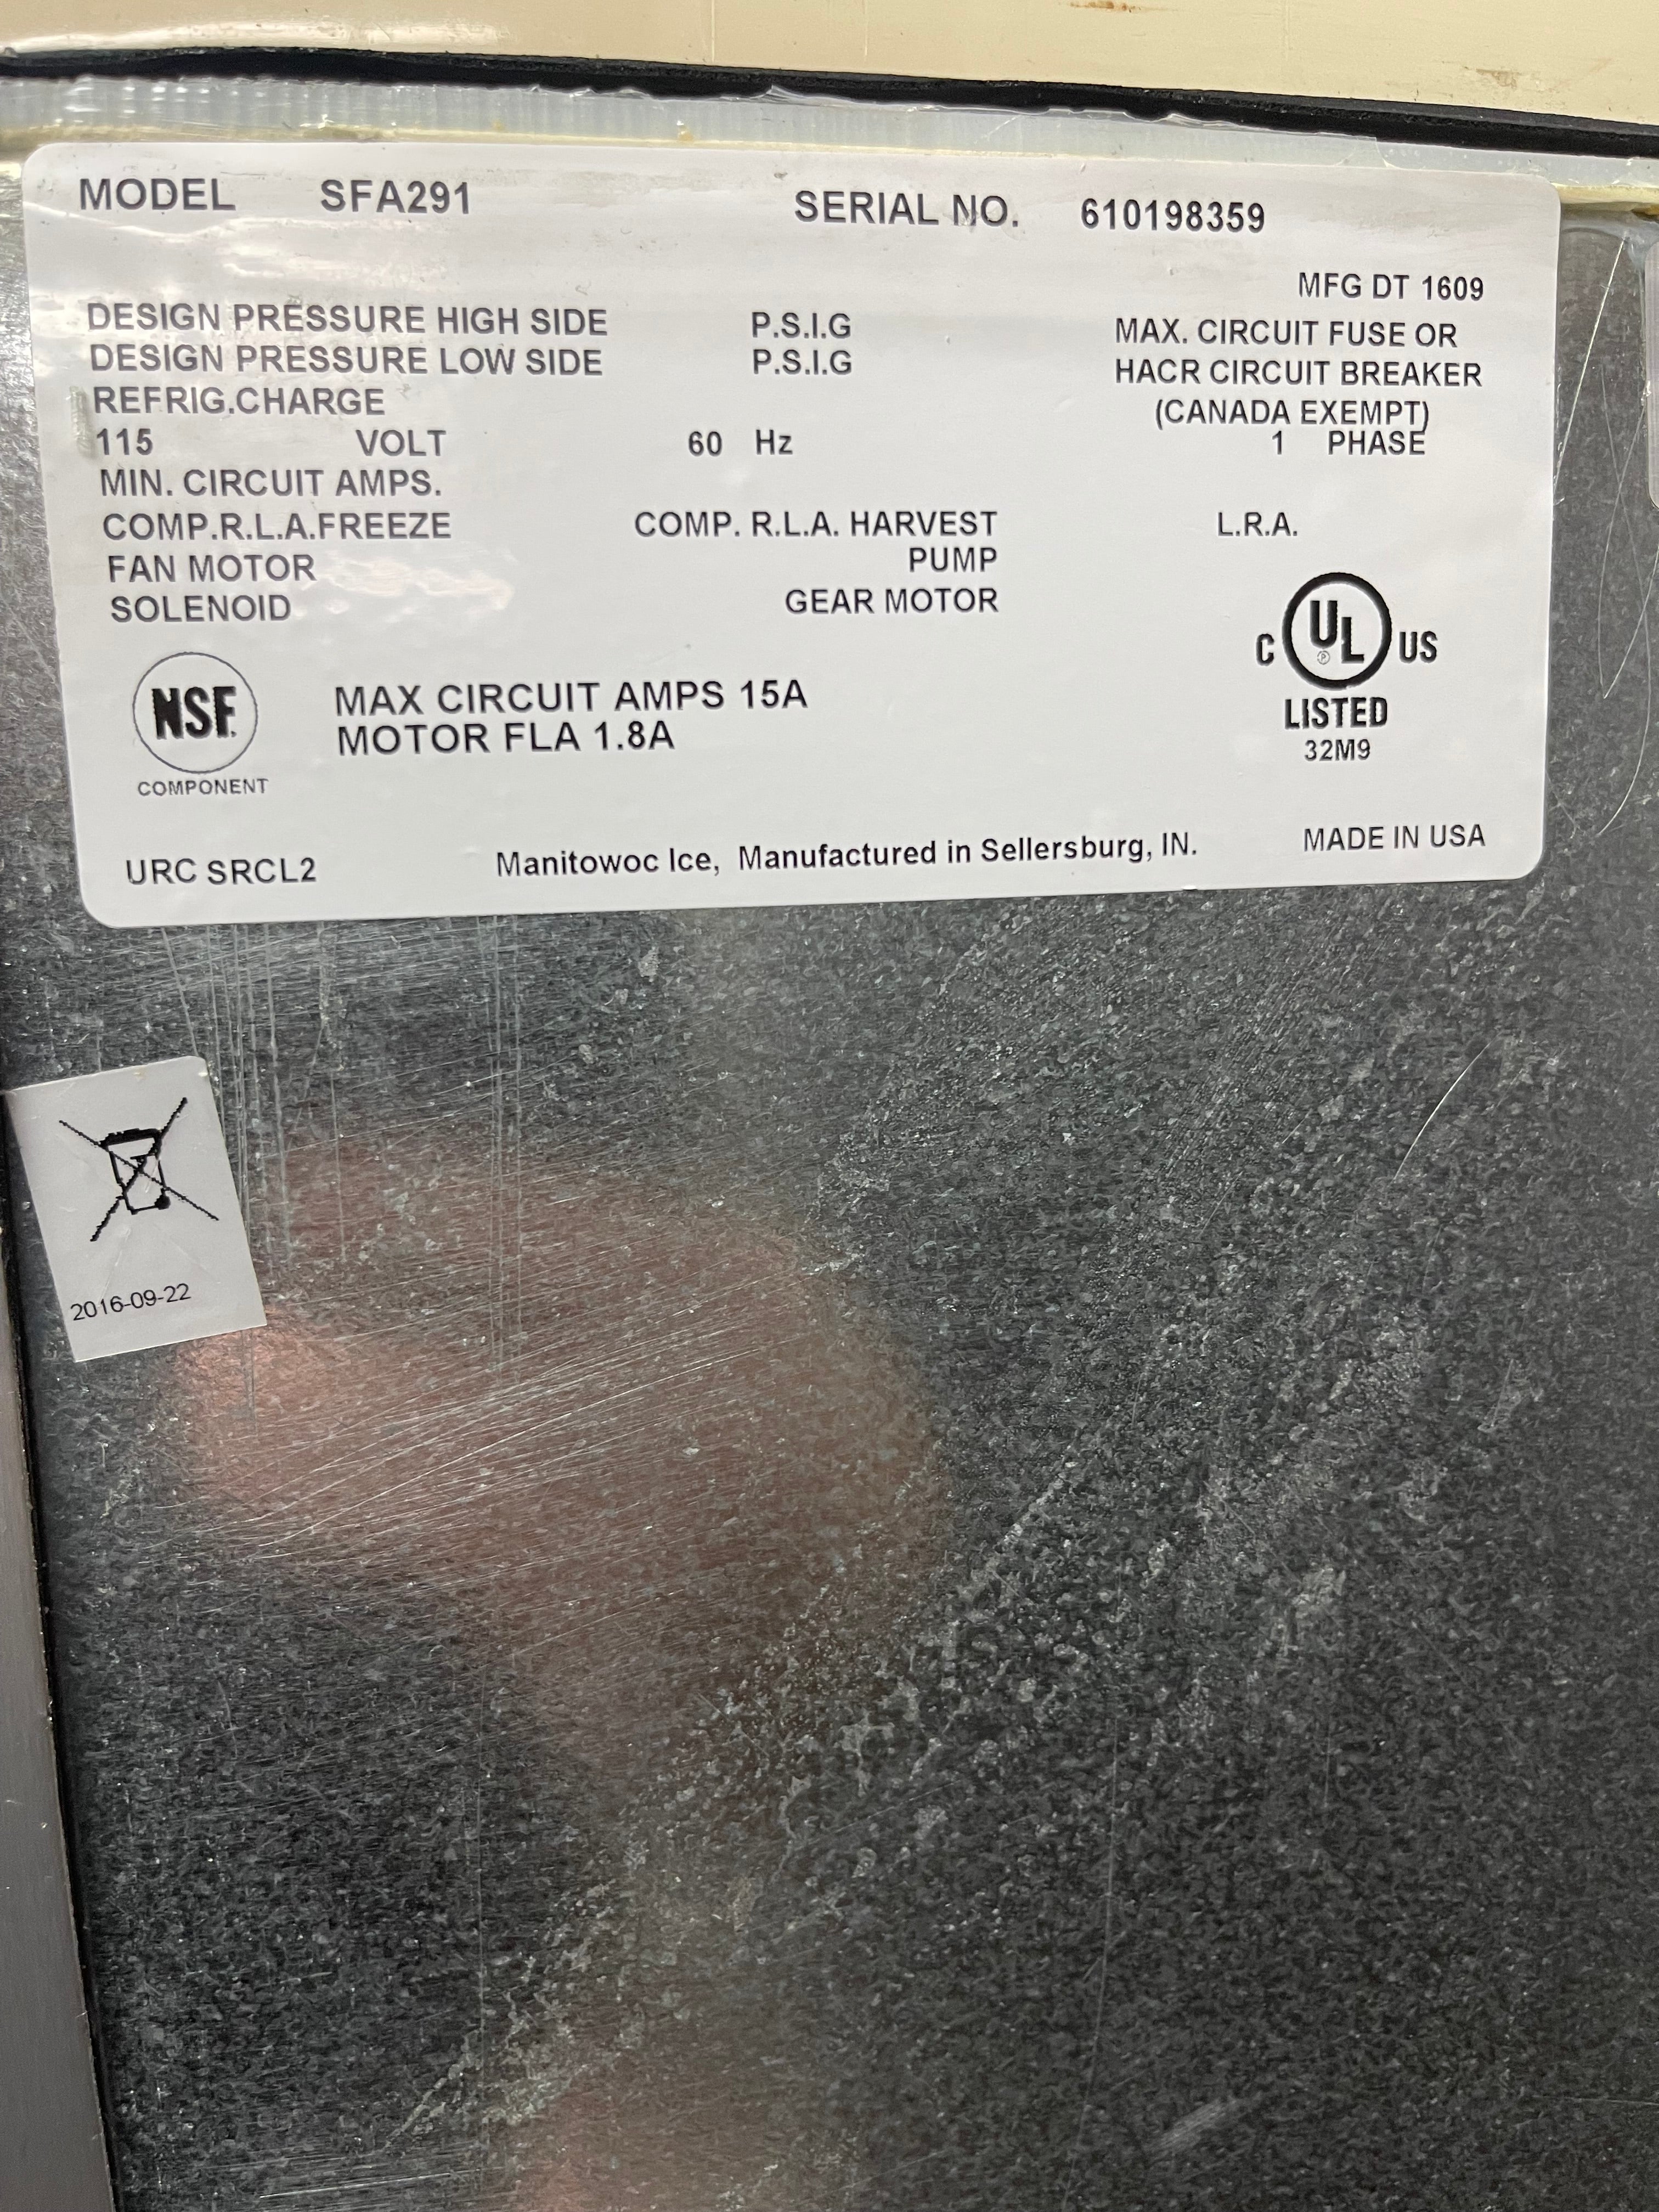 MODEL SFA291 SERIAL NO. 610198359
MFG DT 1609
DESIGN PRESSURE HIGH SIDE P.S.I.G MAX. CIRCUIT FUSE OR
DESIGN PRESSURE LOW SIDE P.S.I.G HACR CIRCUIT BREAKER
REFRIG.CHARGE (CANADA EXEMPT)
115 VOLT 60 Hz 1 PHASE
MIN. CIRCUIT AMPS.
COMP.R.L.A.FREEZE COMP. R.L.A. HARVEST L.R.A.
FAN MOTOR PUMP
SOLENOID GEAR MOTOR
C UL US
LISTED
32M9
NSF.
COMPONENT
MAX CIRCUIT AMPS 15A
MOTOR FLA 1.8A
URC SRCL2 Manitowoc Ice, Manufactured in Sellersburg, IN. MADE IN USA
2016-09-22